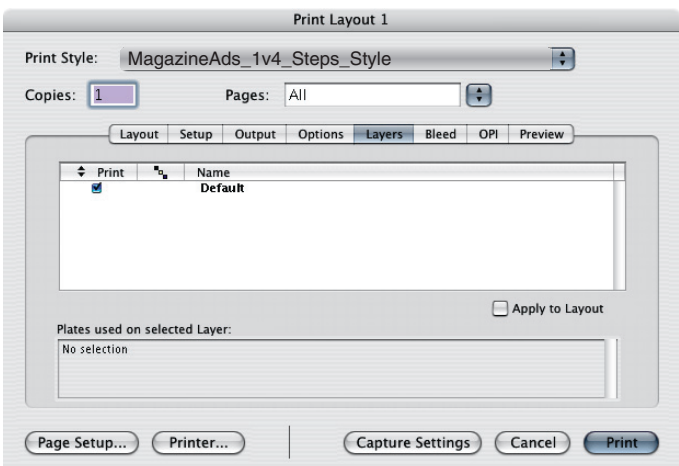 Print Layout 1
Print Style: MagazineAds_1v4_Steps_Style
Copies: 1 Pages: All
Layout Setup Output Options Layers Bleed OPI Preview
Print Name
Default
Apply to Layout
Plates used on selected Layer:
No selection
Page Setup... Printer... Capture Settings Cancel Print